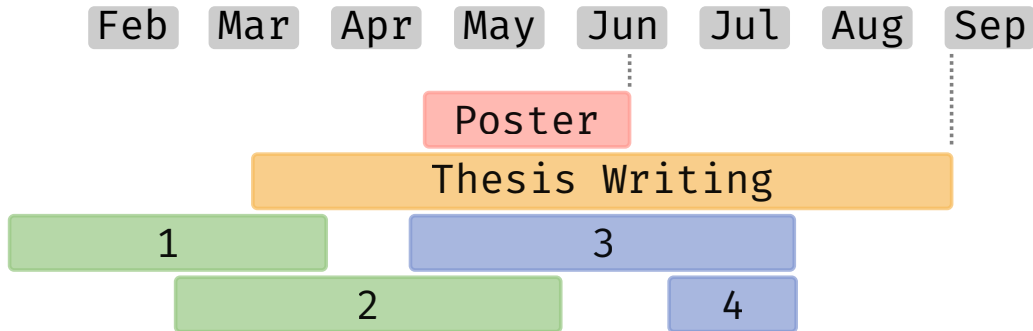 Feb Mar Apr May Jun Jul Aug Sep
Poster
Thesis Writing
1 3
2 4